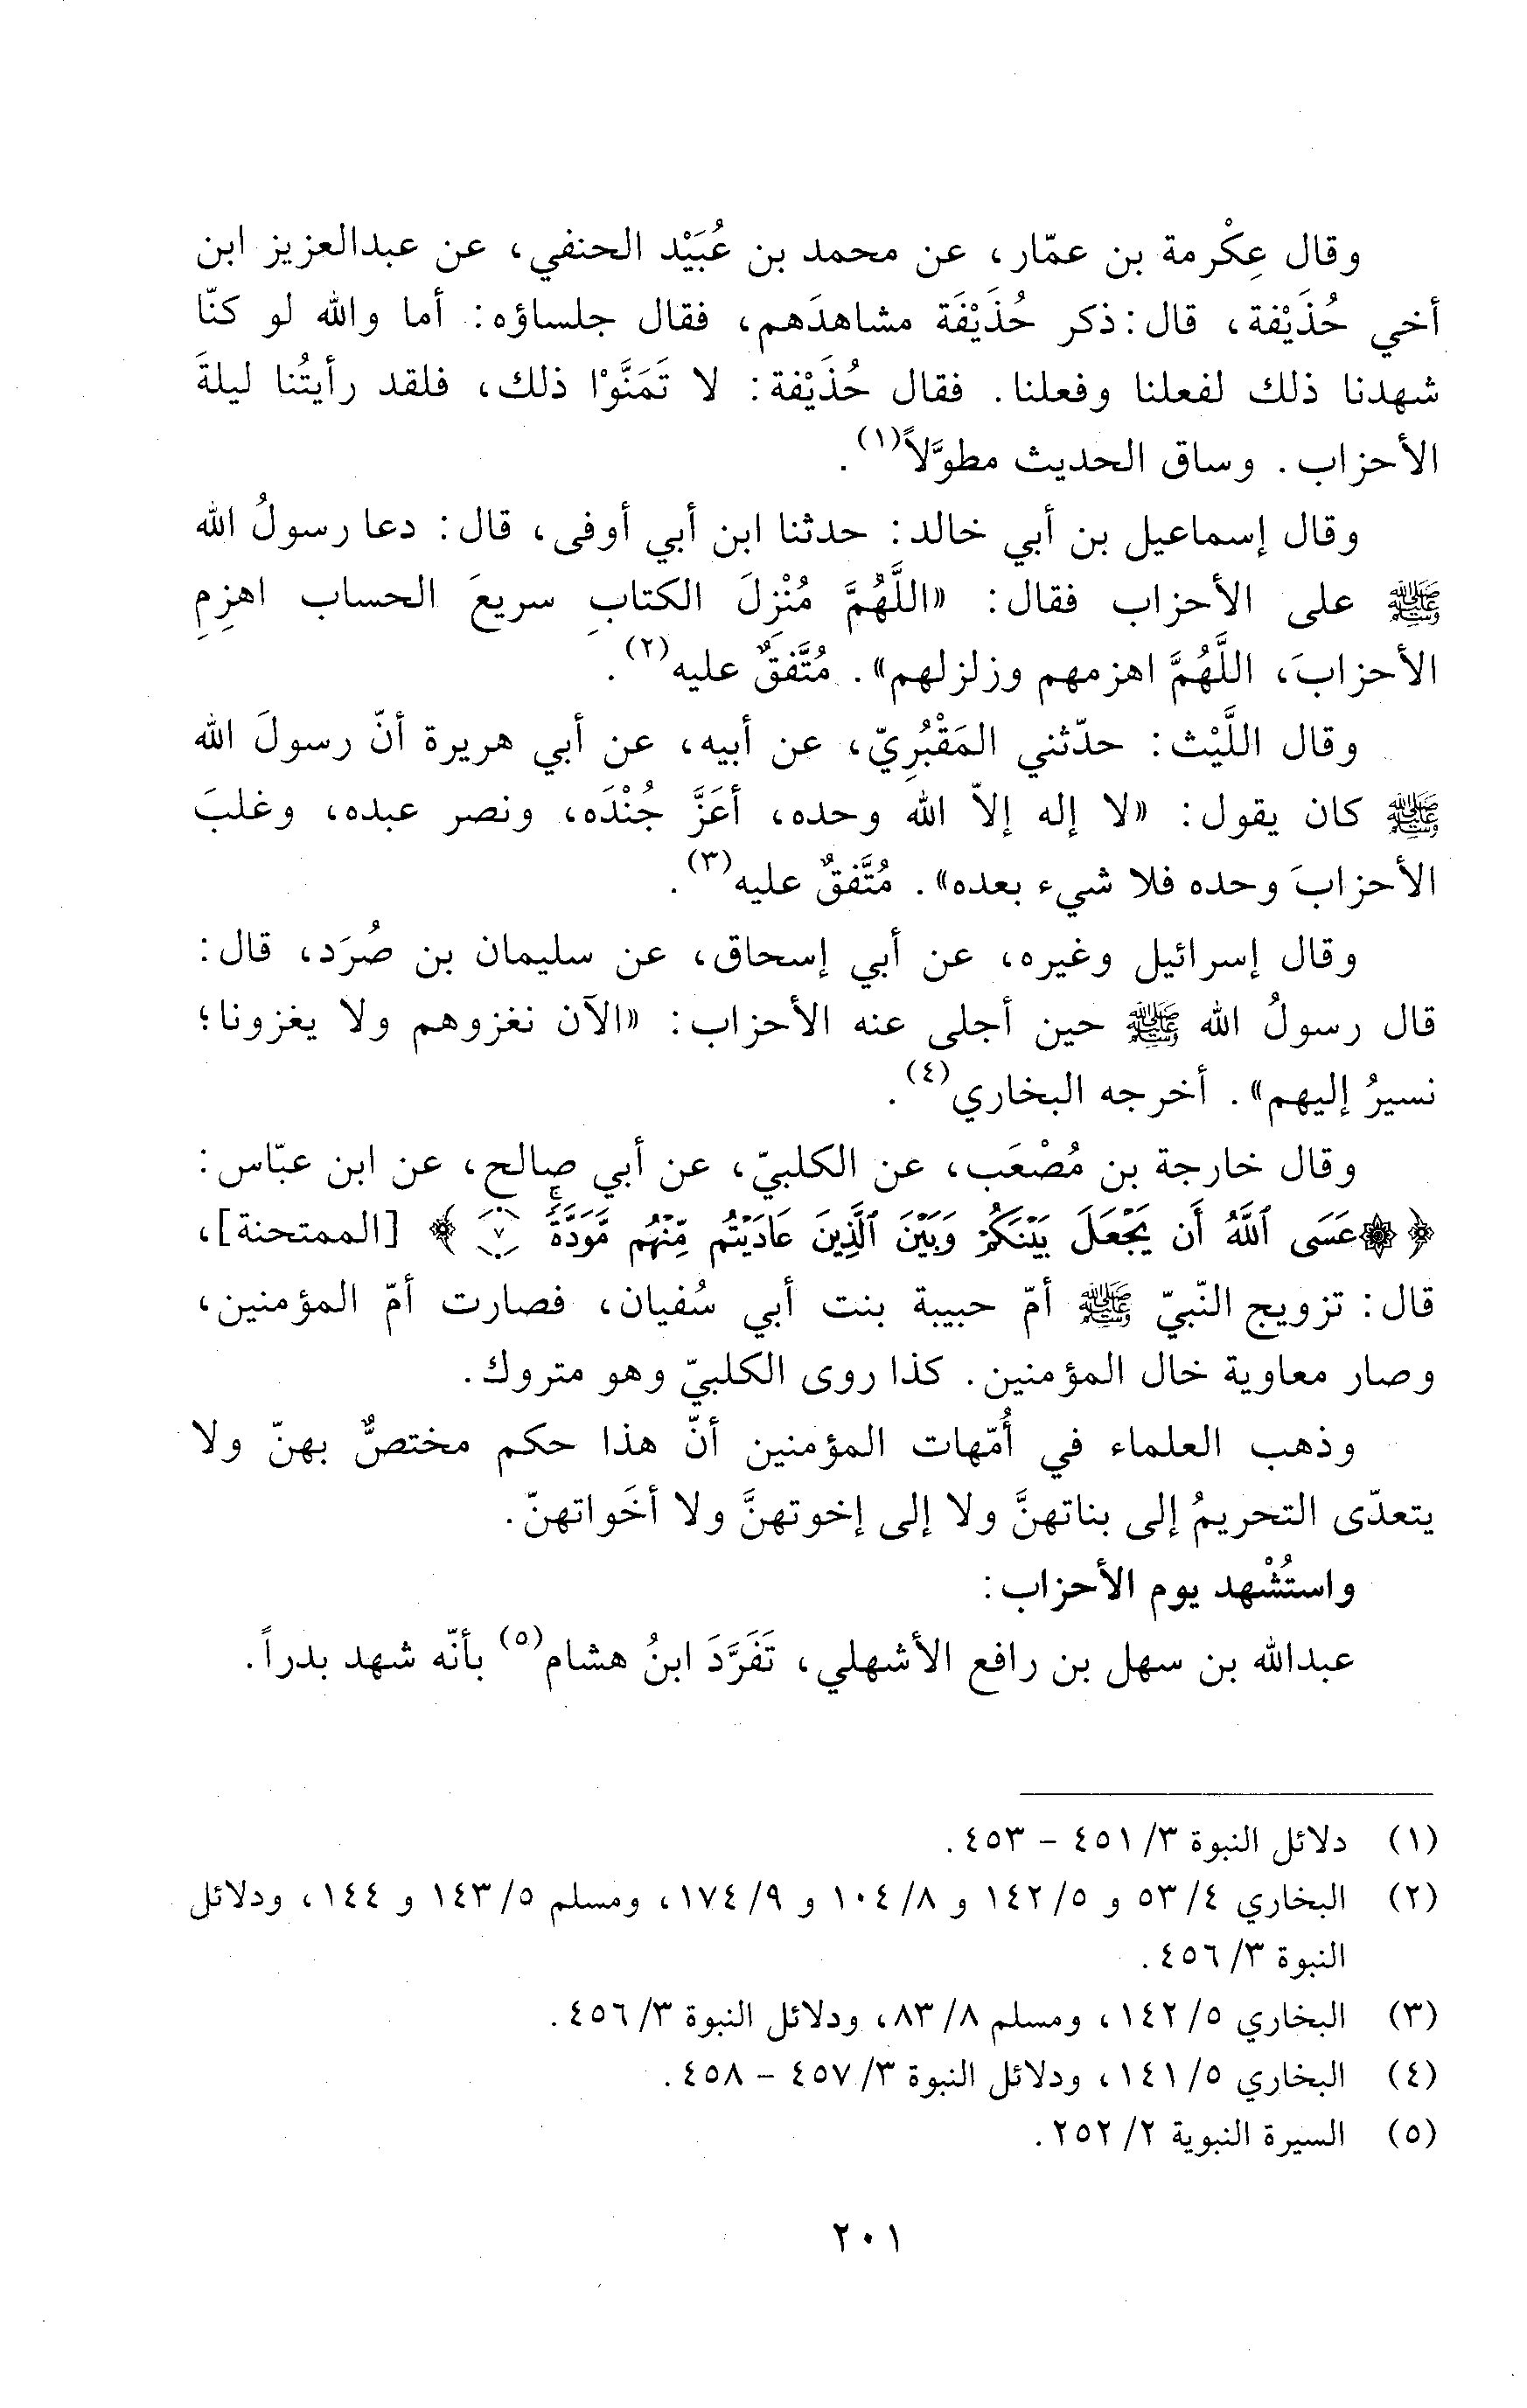 وقال عِكْرمة بن عمّار، عن محمد بن عُبَيْد الحنفي، عن عبدالعزيز ابن
أخي حُذَيْفة، قال: ذكر حُذَيْفَة مشاهدَهم، فقال جلساؤه: أما والله لو كنّا
شهدنا ذلك لفعلنا وفعلنا. فقال حُذَيْفة: لا تَمَنَّوْا ذلك، فلقد رأيتُنا ليلةَ
الأحزاب. وساق الحديث مطوَّلاً(١).
وقال إسماعيل بن أبي خالد: حدثنا ابن أبي أوفى، قال: دعا رسولُ الله
ﷺ على الأحزاب فقال: «اللَّهُمَّ مُنْزِلَ الكتابِ سريعَ الحساب اهزِمِ
الأحزابَ، اللَّهُمَّ اهزمهم وزلزلهم». مُتَّفقٌ عليه(٢).
وقال اللَّيْث: حدّثني المَقْبُرِيّ، عن أبيه، عن أبي هريرة أنّ رسولَ الله
ﷺ كان يقول: «لا إله إلاّ الله وحده، أعَزَّ جُنْدَه، ونصر عبده، وغلبَ
الأحزابَ وحده فلا شيء بعده». مُتَّفقٌ عليه(٣).
وقال إسرائيل وغيره، عن أبي إسحاق، عن سليمان بن صُرَد، قال:
قال رسولُ الله ﷺ حين أجلى عنه الأحزاب: «الآن نغزوهم ولا يغزونا؛
نسيرُ إليهم». أخرجه البخاري(٤).
وقال خارجة بن مُصْعَب، عن الكلبيّ، عن أبي صالح، عن ابن عبّاس:
﴿۞عَسَى ٱللَّهُ أَن يَجْعَلَ بَيْنَكُمْ وَبَيْنَ ٱلَّذِينَ عَادَيْتُم مِّنْهُم مَّوَدَّةً ۚ ٧﴾ [الممتحنة]،
قال: تزويج النّبيّ ﷺ أمّ حبيبة بنت أبي سُفيان، فصارت أمّ المؤمنين،
وصار معاوية خال المؤمنين. كذا روى الكلبيّ وهو متروك.
وذهب العلماء في أُمّهات المؤمنين أنّ هذا حكم مختصٌّ بهنّ ولا
يتعدّى التحريمُ إلى بناتهنَّ ولا إلى إخوتهنَّ ولا أخَواتهنّ.
واستُشْهد يوم الأحزاب:
عبدالله بن سهل بن رافع الأشهلي، تَفَرَّدَ ابنُ هشام(٥) بأنّه شهد بدراً.
(١) دلائل النبوة ٣/ ٤٥١ - ٤٥٣.
(٢) البخاري ٤/ ٥٣ و ٥/ ١٤٢ و ٨/ ١٠٤ و ٩/ ١٧٤، ومسلم ٥/ ١٤٣ و ١٤٤، ودلائل
النبوة ٣/ ٤٥٦.
(٣) البخاري ٥/ ١٤٢، ومسلم ٨/ ٨٣، ودلائل النبوة ٣/ ٤٥٦.
(٤) البخاري ٥/ ١٤١، ودلائل النبوة ٣/ ٤٥٧ - ٤٥٨.
(٥) السيرة النبوية ٢/ ٢٥٢.
٢٠١